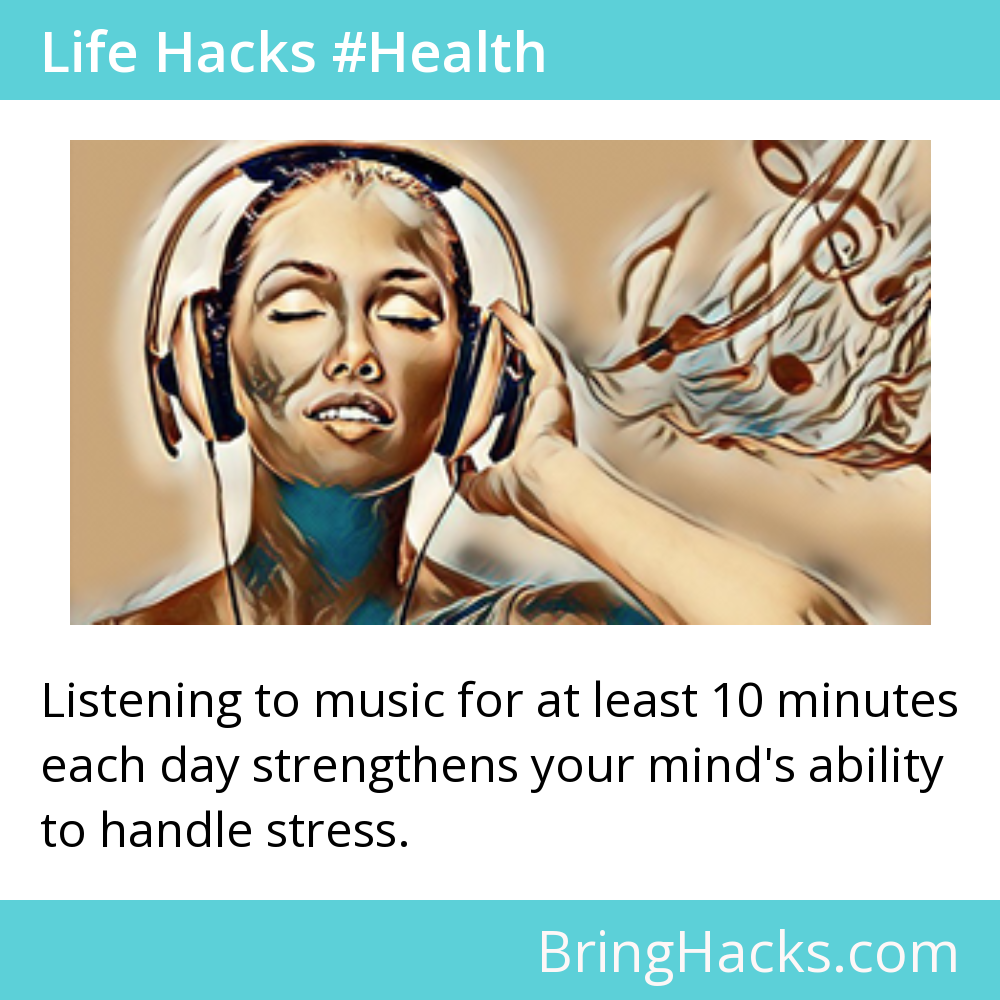 Life Hacks #Health
Listening to music for at least 10 minutes
each day strengthens your mind's ability
to handle stress.
BringHacks.com